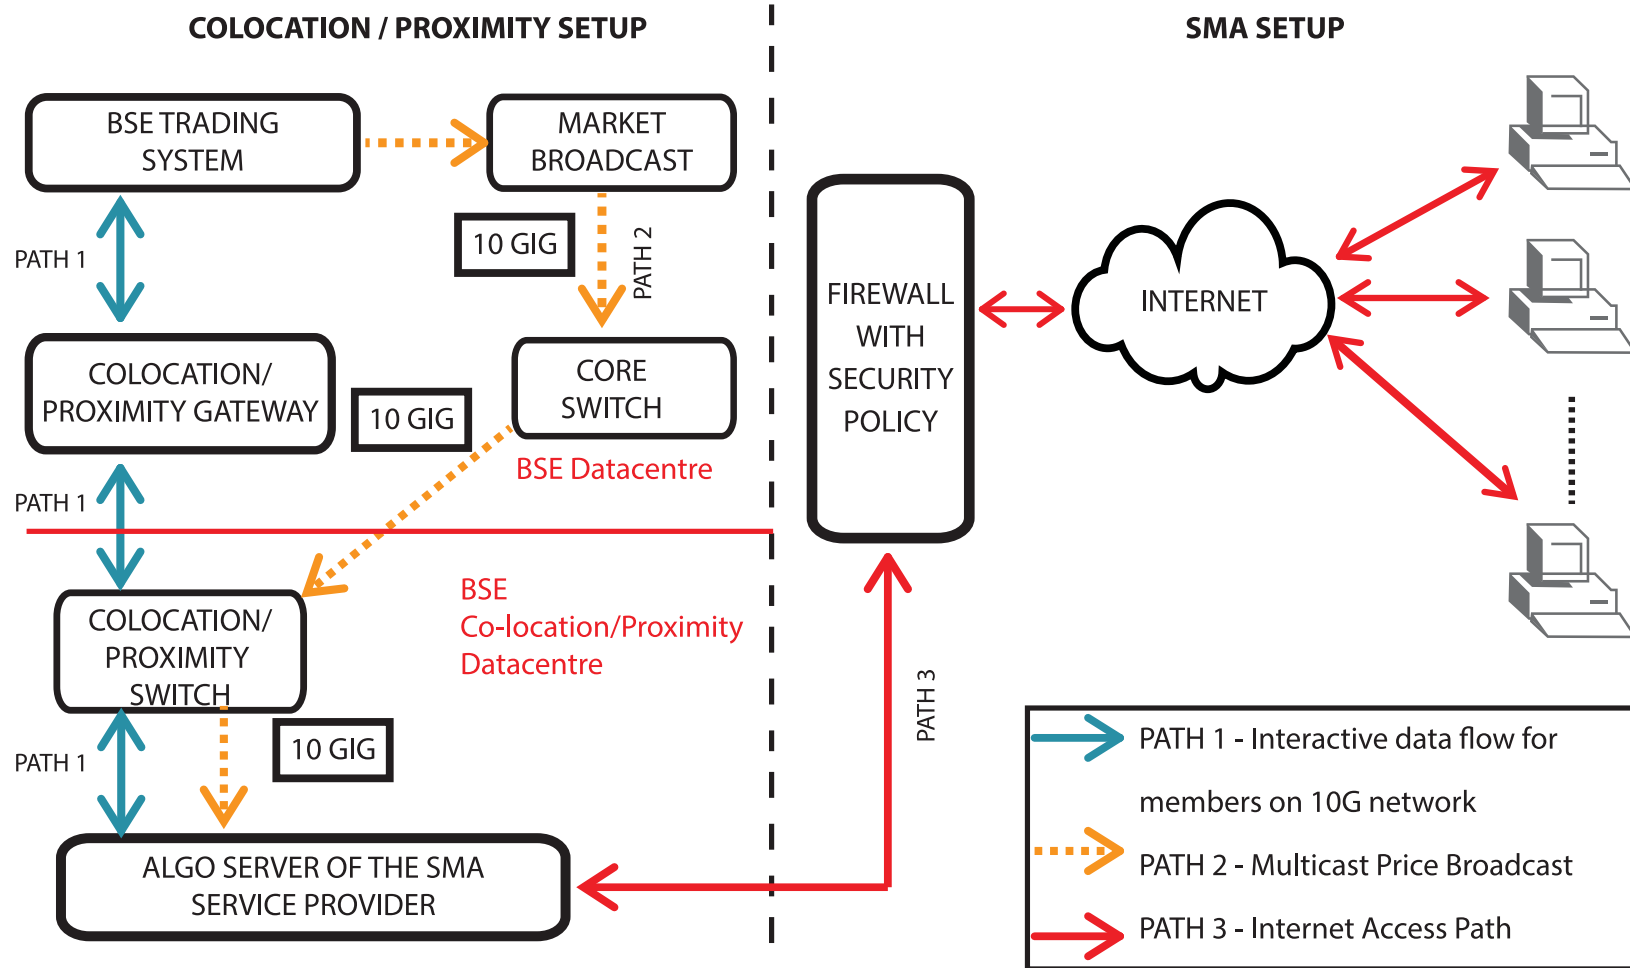 COLOCATION / PROXIMITY SETUP
SMA SETUP
BSE TRADING
SYSTEM
MARKET
BROADCAST
PATH 1
10 GIG
PATH 2
COLOCATION/
PROXIMITY GATEWAY
10 GIG
CORE
SWITCH
BSE Datacentre
PATH 1
COLOCATION/
PROXIMITY
SWITCH
BSE
Co-location/Proximity
Datacentre
PATH 1
10 GIG
ALGO SERVER OF THE SMA
SERVICE PROVIDER
FIREWALL
WITH
SECURITY
POLICY
INTERNET
PATH 3
PATH 1 - Interactive data flow for
members on 10G network
PATH 2 - Multicast Price Broadcast
PATH 3 - Internet Access Path